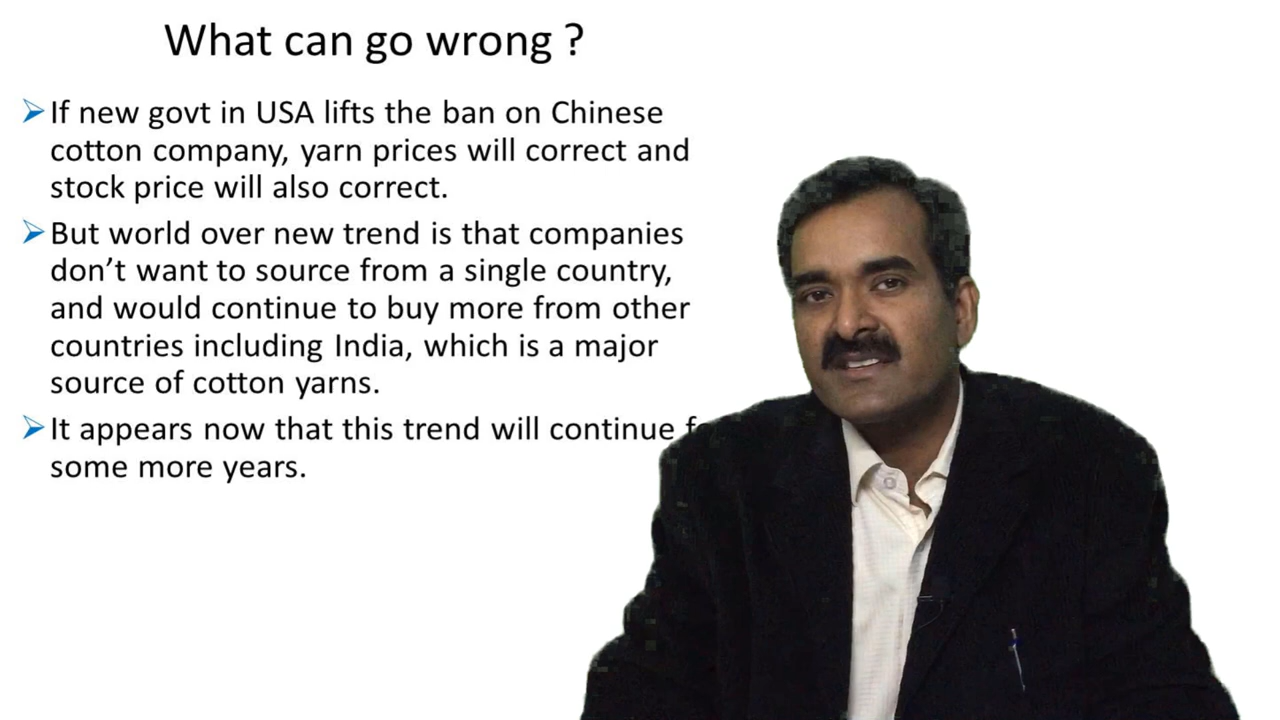 What can go wrong ?
If new govt in USA lifts the ban on Chinese
cotton company, yarn prices will correct and
stock price will also correct.
But world over new trend is that companies
don't want to source from a single country,
and would continue to buy more from other
countries including India, which is a major
source of cotton yarns.
It appears now that this trend will continue
some more years.